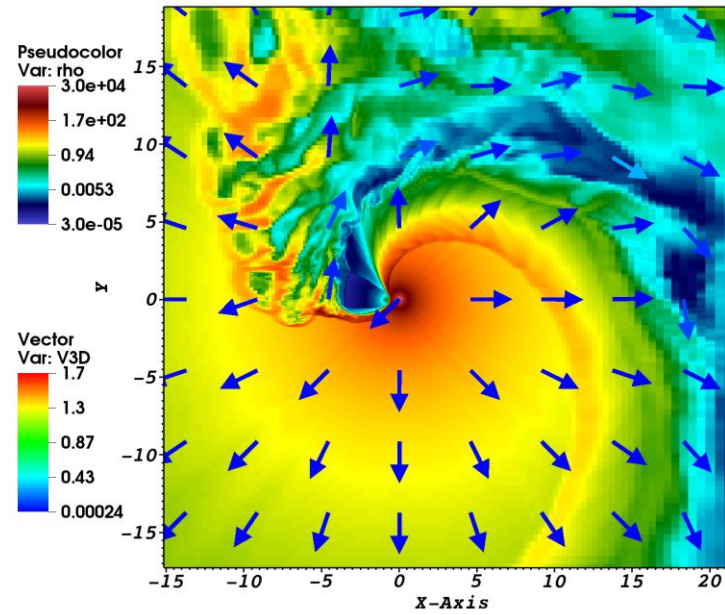 Pseudocolor
Var: rho
3.0e+04
1.7e+02
0.94
0.0053
3.0e-05
Vector
Var: V3D
1.7
1.3
0.87
0.43
0.00024
Y
15
10
5
0
-5
-10
-15
-15 -10 -5 0 5 10 15 20
X-Axis